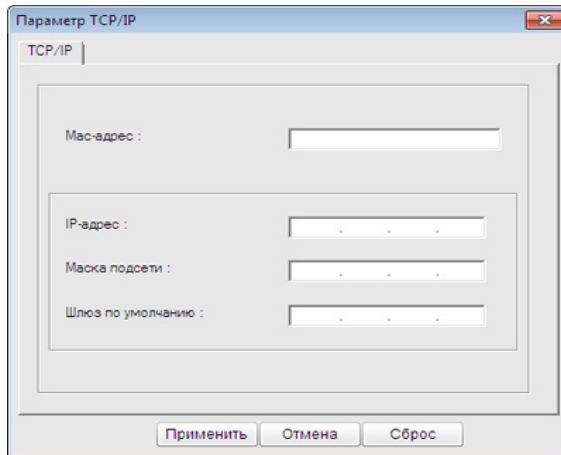 Параметр TCP/IP
TCP/IP
Mac-адрес :
IP-адрес :
Маска подсети :
Шлюз по умолчанию :
Применить Отмена Сброс